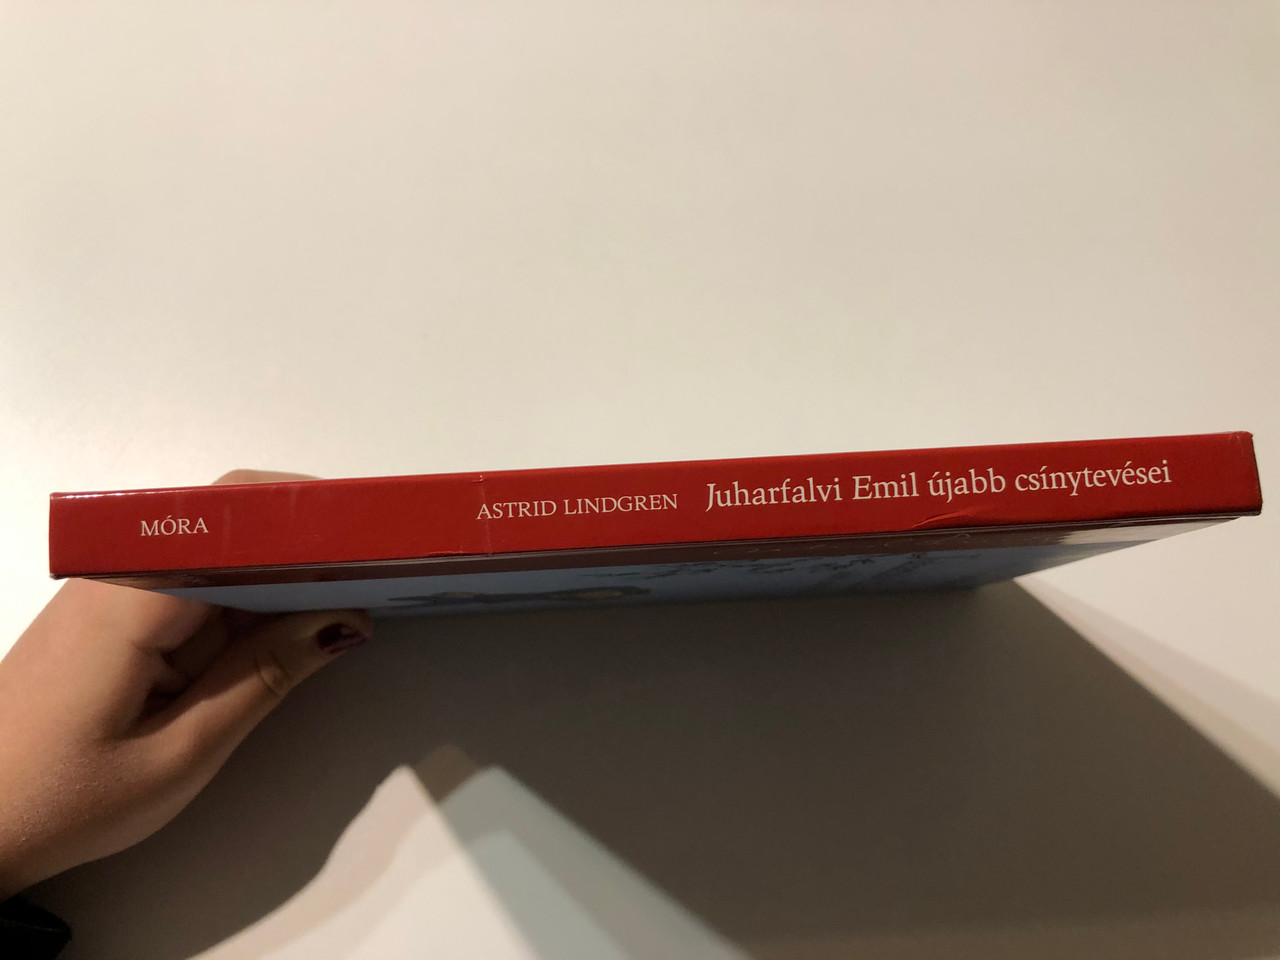 MÓRA ASTRID LINDGREN Juharfalvi Emil újabb csínytevései